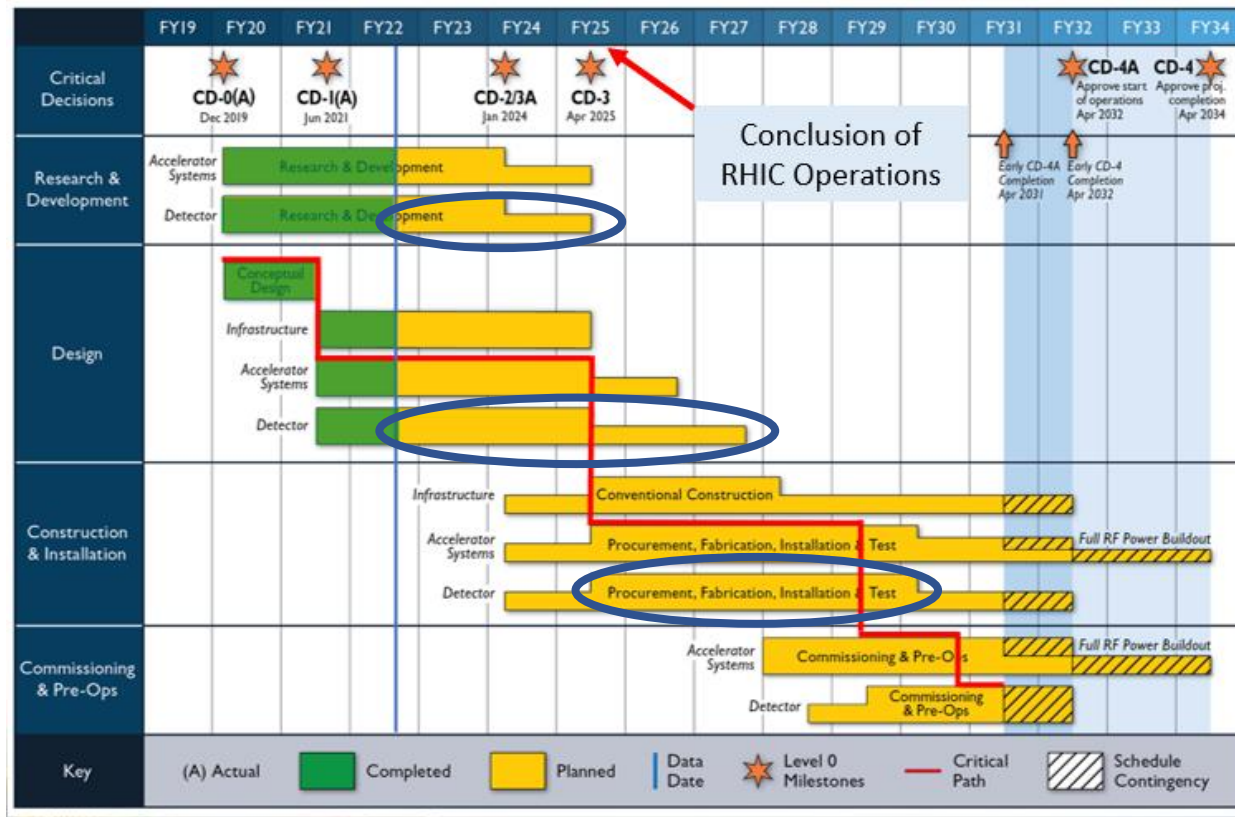 FY19 FY20 FY21 FY22 FY23 FY24 FY25 FY26 FY27 FY28 FY29 FY30 FY31 FY32 FY33 FY34
Critical
Decisions
CD-0(A)
Dec 2019
CD-1(A)
Jun 2021
CD-2/3A
Jan 2024
CD-3
Apr 2025
CD-4A
Approve start
of operations
Apr 2032
CD-4
Approve proj.
completion
Apr 2034
Conclusion of
RHIC Operations
Early CD-4A
Completion
Apr 2031
Early CD-4
Completion
Apr 2032
Research &
Development
Accelerator
Systems
Research & Development
Detector
Research & Development
Design
Conceptual
Design
Infrastructure
Accelerator
Systems
Detector
Construction
& Installation
Infrastructure
Conventional Construction
Accelerator
Systems
Procurement, Fabrication, Installation & Test
Full RF Power Buildout
Detector
Procurement, Fabrication, Installation & Test
Commissioning
& Pre-Ops
Accelerator
Systems
Commissioning & Pre-Ops
Full RF Power Buildout
Detector
Commissioning
& Pre-Ops
Key
(A) Actual
Completed
Planned
Data
Date
Level 0
Milestones
Critical
Path
Schedule
Contingency